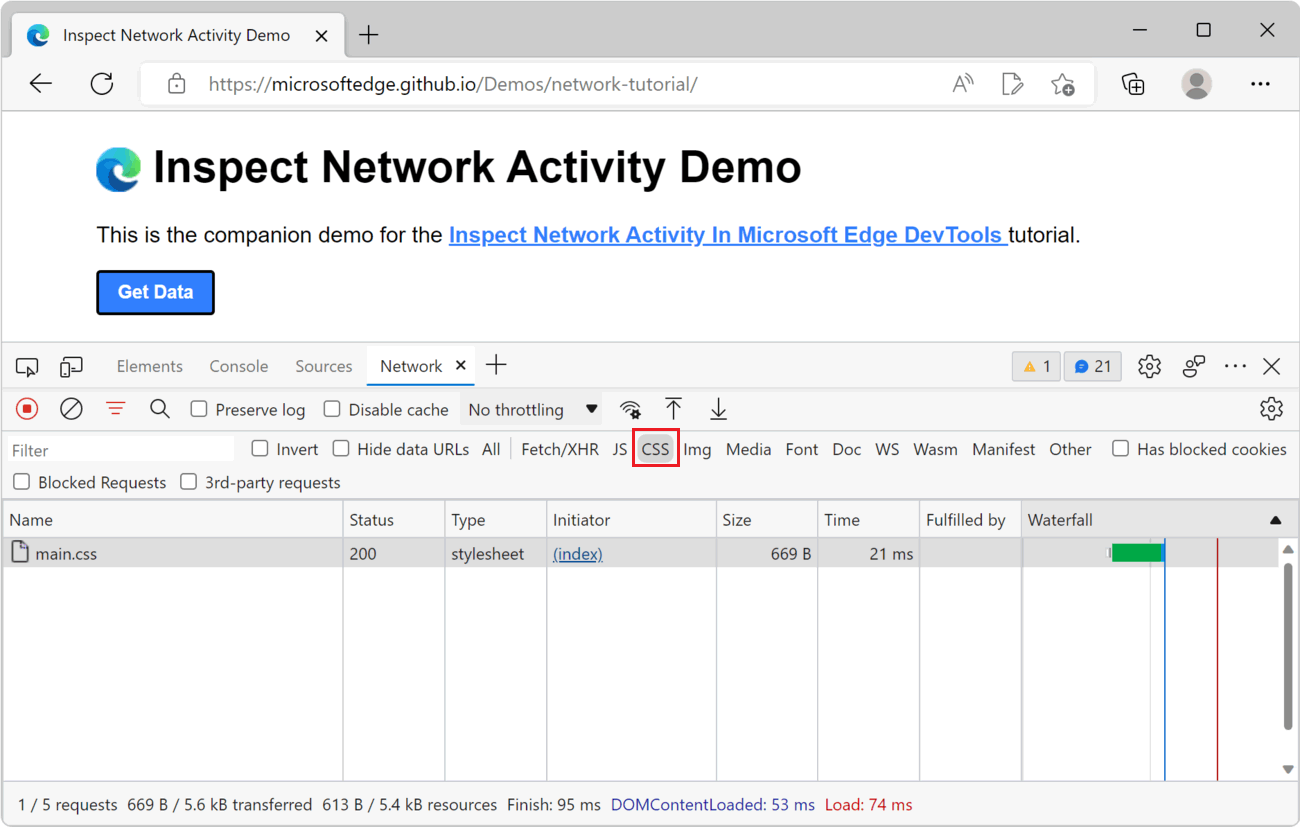 Inspect Network Activity Demo
https://microsoftedge.github.io/Demos/network-tutorial/
Inspect Network Activity Demo
This is the companion demo for the Inspect Network Activity In Microsoft Edge DevTools tutorial.
Get Data
Elements Console Sources Network 1 21
Preserve log Disable cache No throttling
Filter Invert Hide data URLs All Fetch/XHR JS CSS Img Media Font Doc WS Wasm Manifest Other Has blocked cookies
Blocked Requests 3rd-party requests
Name Status Type Initiator Size Time Fulfilled by Waterfall
main.css 200 stylesheet (index) 669 B 21 ms
1 / 5 requests 669 B / 5.6 kB transferred 613 B / 5.4 kB resources Finish: 95 ms DOMContentLoaded: 53 ms Load: 74 ms